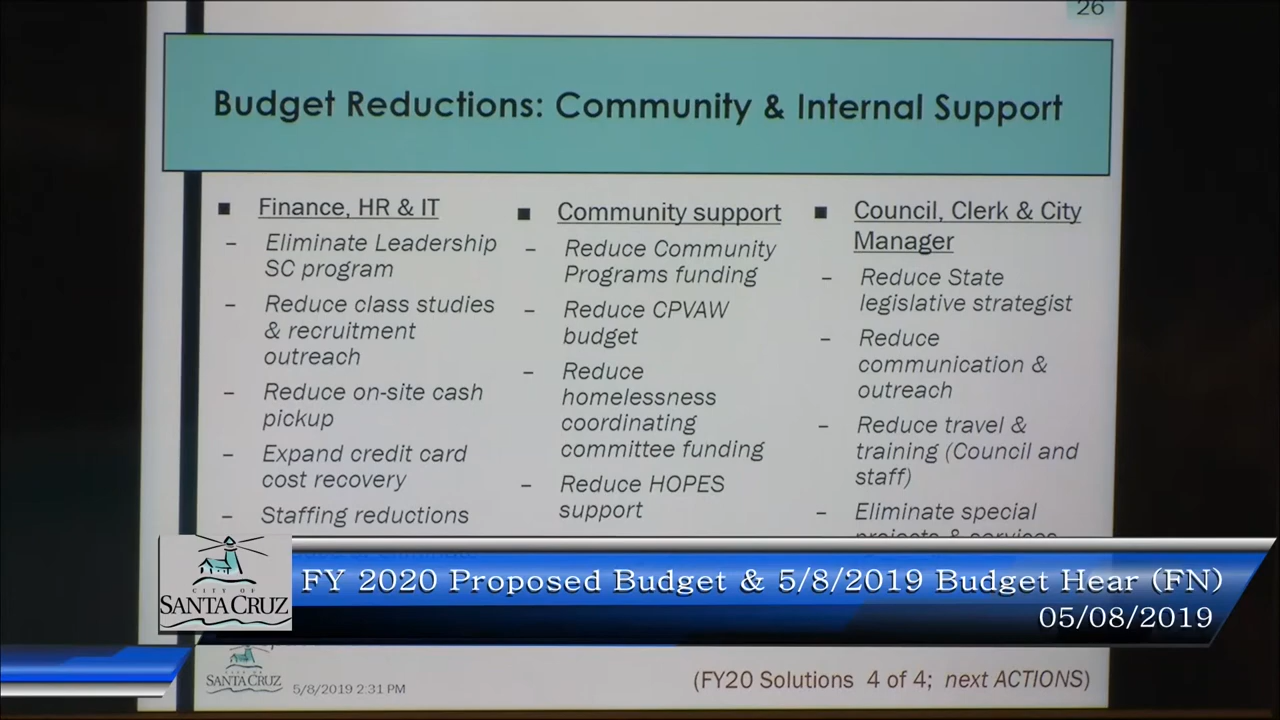 26
Budget Reductions: Community & Internal Support
■ Finance, HR & IT
– Eliminate Leadership
SC program
– Reduce class studies
& recruitment
outreach
– Reduce on-site cash
pickup
– Expand credit card
cost recovery
– Staffing reductions
■ Community support
– Reduce Community
Programs funding
– Reduce CPVAW
budget
– Reduce
homelessness
coordinating
committee funding
– Reduce HOPES
support
■ Council, Clerk & City
Manager
– Reduce State
legislative strategist
– Reduce
communication &
outreach
– Reduce travel &
training (Council and
staff)
– Eliminate special
projects & services
CITY OF
SANTA CRUZ
FY 2020 Proposed Budget & 5/8/2019 Budget Hear (FN)
05/08/2019
CITY OF
SANTA CRUZ
5/8/2019 2:31 PM
(FY20 Solutions 4 of 4; next ACTIONS)